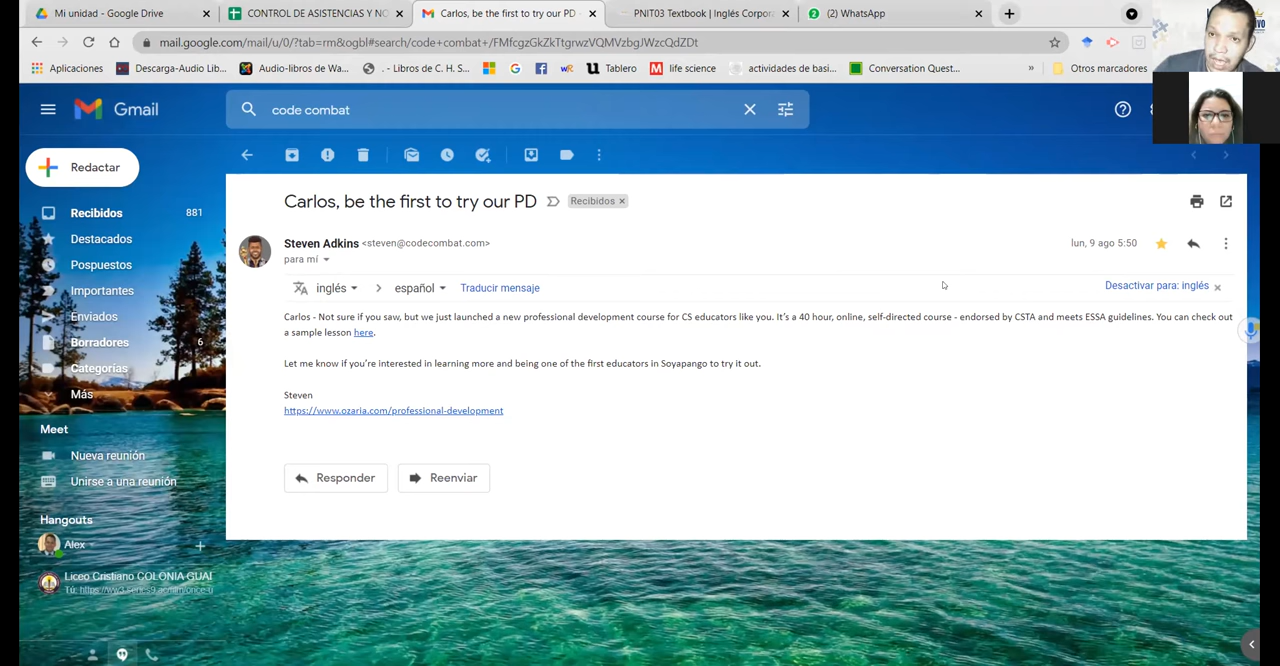 Mi unidad - Google Drive
CONTROL DE ASISTENCIAS Y NO
Carlos, be the first to try our PD -
PNIT03 Textbook | Inglés Corpora
(2) WhatsApp
mail.google.com/mail/u/0/?tab=rm&ogbl#search/code+combat+/FMfcgzGkZkTtgrwzVQMVzbgJWzcQdZDt
Aplicaciones
Descarga-Audio Lib...
Audio-libros de Wa...
. - Libros de C. H. S...
Tablero
life science
actividades de basi...
Conversation Quest...
»
Otros marcadores
Gmail
code combat
Redactar
Recibidos 881
Destacados
Pospuestos
Importantes
Enviados
Borradores 6
Categorías
Más
Meet
Nueva reunión
Unirse a una reunión
Hangouts
Alex
Liceo Cristiano COLONIA GUAI
Carlos, be the first to try our PD
Recibidos x
Steven Adkins <steven@codecombat.com>
lun, 9 ago 5:50
para mí
inglés
español
Traducir mensaje
Desactivar para: inglés x
Carlos - Not sure if you saw, but we just launched a new professional development course for CS educators like you. It's a 40 hour, online, self-directed course - endorsed by CSTA and meets ESSA guidelines. You can check out
a sample lesson here.
Let me know if you're interested in learning more and being one of the first educators in Soyapango to try it out.
Steven
https://www.ozaria.com/professional-development
Responder
Reenviar